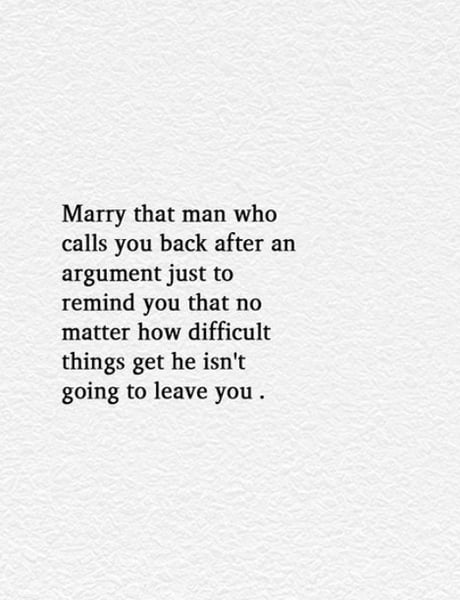 Marry that man who
calls you back after an
argument just to
remind you that no
matter how difficult
things get he isn't
going to leave you .